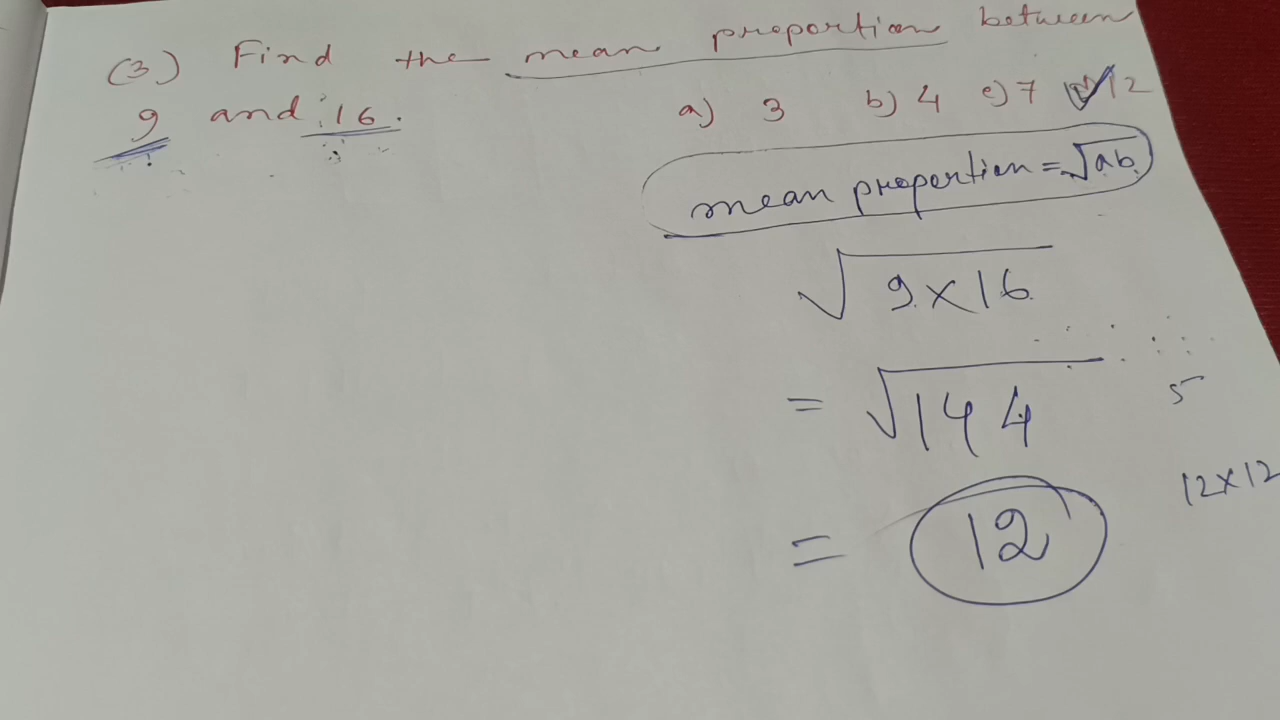 (3) Find the mean proportion between
9 and 16.
a) 3 b) 4 c) 7 12
mean proportion = √ab
√9×16
= √144
5
12×12
= 12